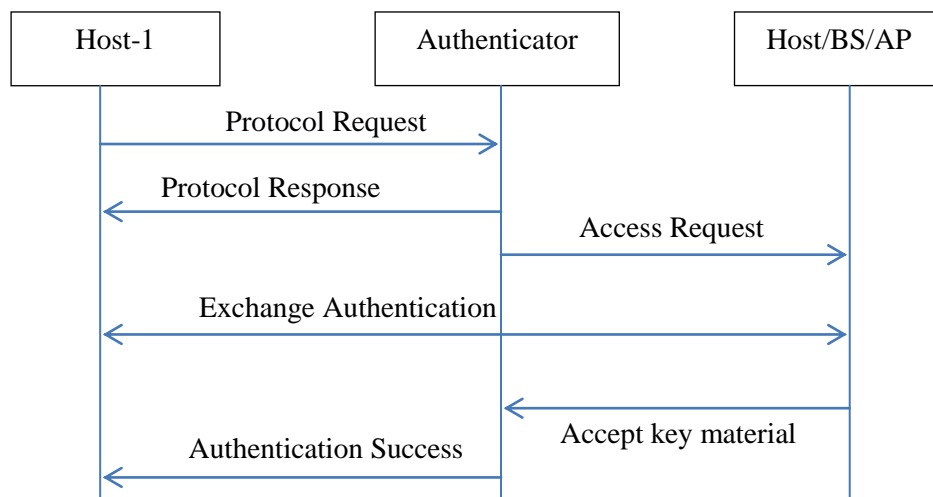 Host-1
Authenticator
Host/BS/AP
Protocol Request
Protocol Response
Access Request
Exchange Authentication
Accept key material
Authentication Success